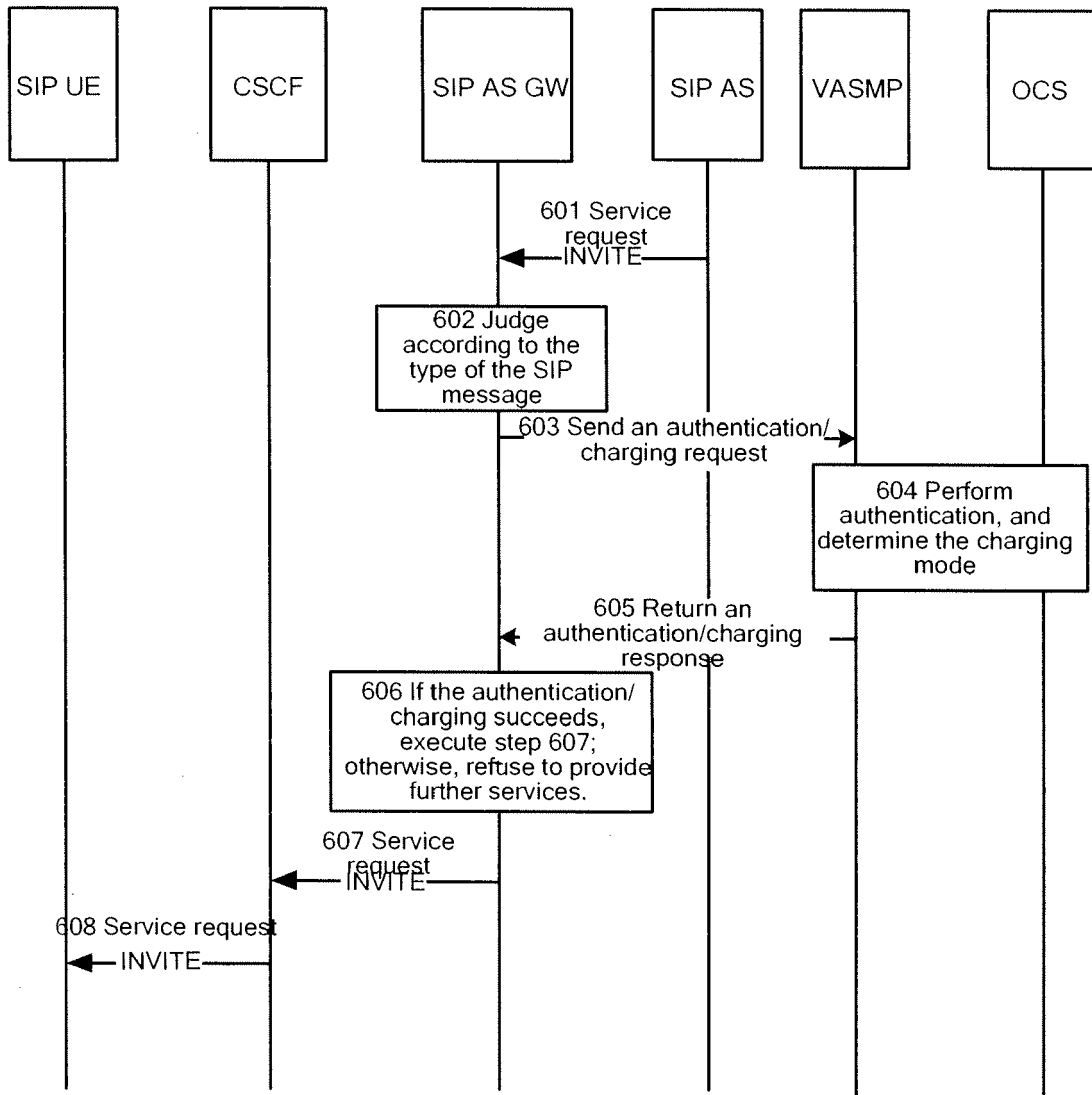 SIP UE
CSCF
SIP AS GW
SIP AS
VASMP
OCS
601 Service
request
INVITE
602 Judge
according to the
type of the SIP
message
603 Send an authentication/
charging request
604 Perform
authentication, and
determine the charging
mode
605 Return an
authentication/charging
response
606 If the authentication/
charging succeeds,
execute step 607;
otherwise, refuse to provide
further services.
607 Service
request
INVITE
608 Service request
INVITE